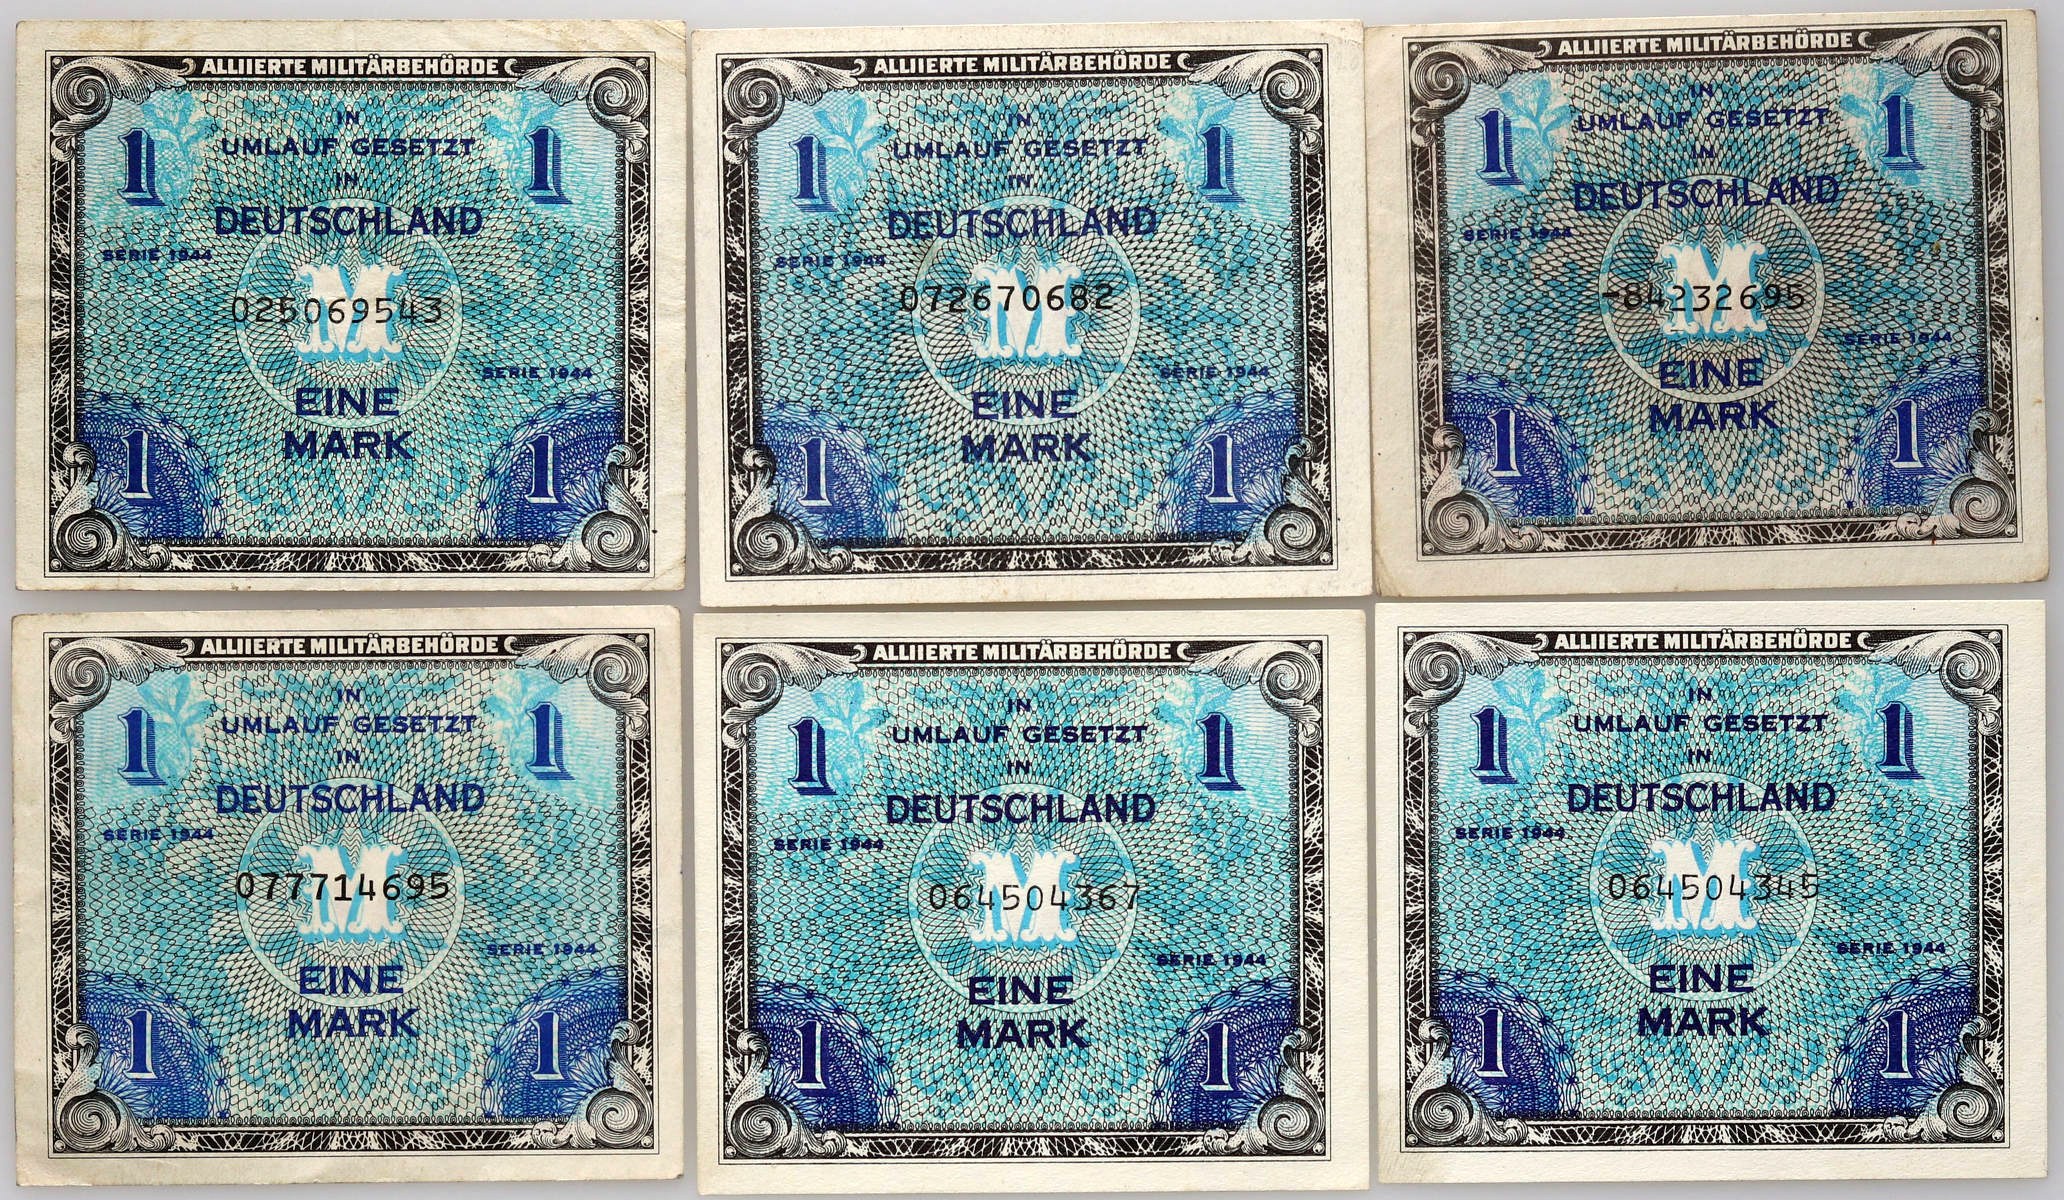 ALLIIERTE MILITÄRBEHÖRDE
1 1
IN
UMLAUF GESETZT
IN
DEUTSCHLAND
SERIE 1944
M
025069543
SERIE 1944
EINE
MARK
1 1
ALLIIERTE MILITÄRBEHÖRDE
1 1
IN
UMLAUF GESETZT
IN
DEUTSCHLAND
SERIE 1944
M
072670682
SERIE 1944
EINE
MARK
1 1
ALLIIERTE MILITÄRBEHÖRDE
1 1
IN
UMLAUF GESETZT
IN
DEUTSCHLAND
SERIE 1944
M
-84232695
SERIE 1944
EINE
MARK
1 1
ALLIIERTE MILITÄRBEHÖRDE
1 1
IN
UMLAUF GESETZT
IN
DEUTSCHLAND
SERIE 1944
M
077714695
SERIE 1944
EINE
MARK
1 1
ALLIIERTE MILITÄRBEHÖRDE
1 1
IN
UMLAUF GESETZT
IN
DEUTSCHLAND
SERIE 1944
M
064504367
SERIE 1944
EINE
MARK
1 1
ALLIIERTE MILITÄRBEHÖRDE
1 1
IN
UMLAUF GESETZT
IN
DEUTSCHLAND
SERIE 1944
M
064504345
SERIE 1944
EINE
MARK
1 1